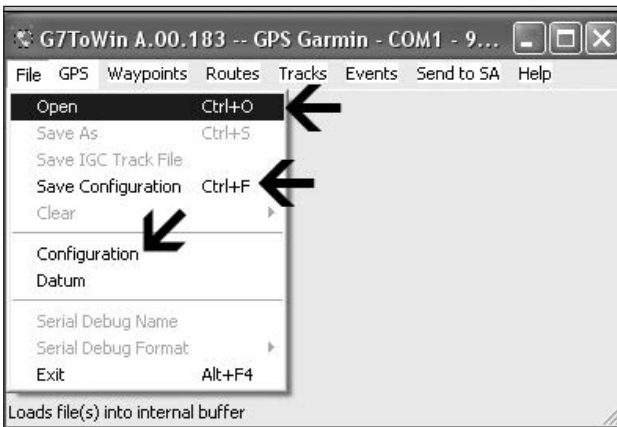 G7ToWin A.00.183 -- GPS Garmin - COM1 - 9...
File GPS Waypoints Routes Tracks Events Send to SA Help
Open Ctrl+O
Save As Ctrl+S
Save IGC Track File
Save Configuration Ctrl+F
Clear
Configuration
Datum
Serial Debug Name
Serial Debug Format
Exit Alt+F4
Loads file(s) into internal buffer